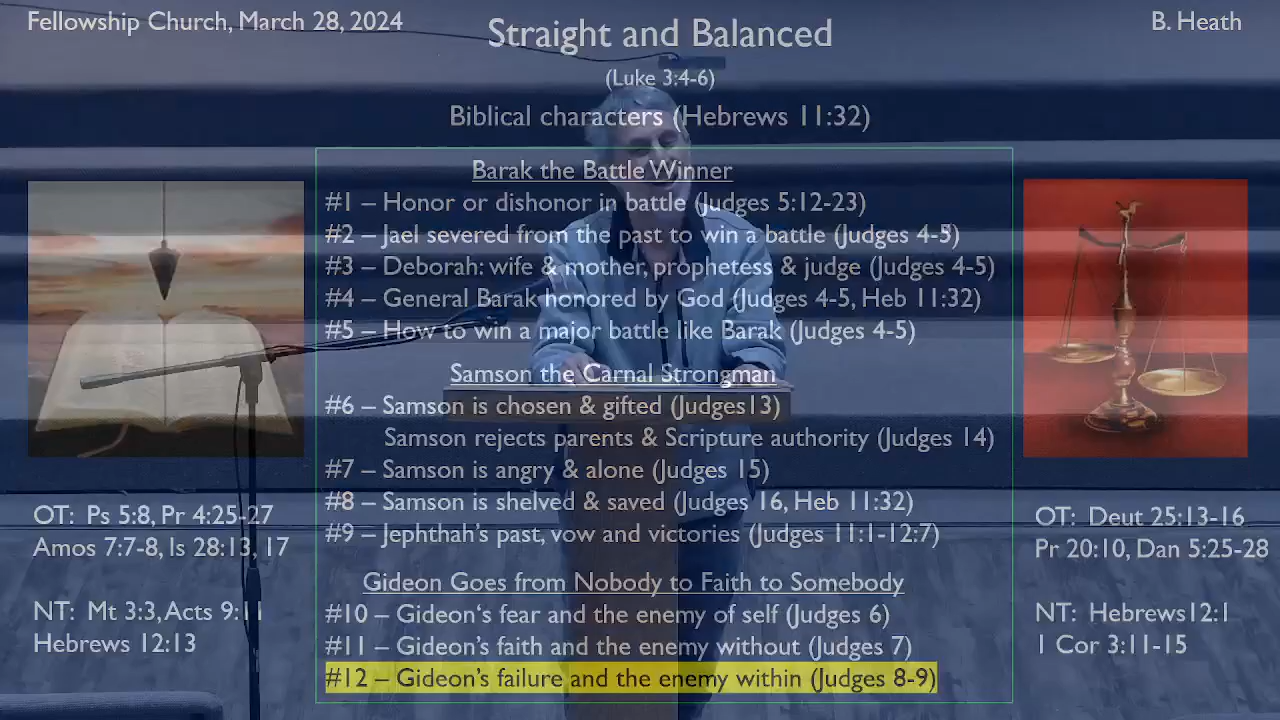 Fellowship Church, March 28, 2024
Straight and Balanced
B. Heath
(Luke 3:4-6)
Biblical characters (Hebrews 11:32)
Barak the Battle Winner
#1 – Honor or dishonor in battle (Judges 5:12-23)
#2 – Jael severed from the past to win a battle (Judges 4-5)
#3 – Deborah: wife & mother, prophetess & judge (Judges 4-5)
#4 – General Barak honored by God (Judges 4-5, Heb 11:32)
#5 – How to win a major battle like Barak (Judges 4-5)
Samson the Carnal Strongman
#6 – Samson is chosen & gifted (Judges13)
Samson rejects parents & Scripture authority (Judges 14)
#7 – Samson is angry & alone (Judges 15)
#8 – Samson is shelved & saved (Judges 16, Heb 11:32)
#9 – Jephthah's past, vow and victories (Judges 11:1-12:7)
Gideon Goes from Nobody to Faith to Somebody
#10 – Gideon‘s fear and the enemy of self (Judges 6)
#11 – Gideon's faith and the enemy without (Judges 7)
#12 – Gideon's failure and the enemy within (Judges 8-9)
OT: Ps 5:8, Pr 4:25-27
Amos 7:7-8, Is 28:13, 17
NT: Mt 3:3, Acts 9:11
Hebrews 12:13
OT: Deut 25:13-16
Pr 20:10, Dan 5:25-28
NT: Hebrews12:1
1 Cor 3:11-15